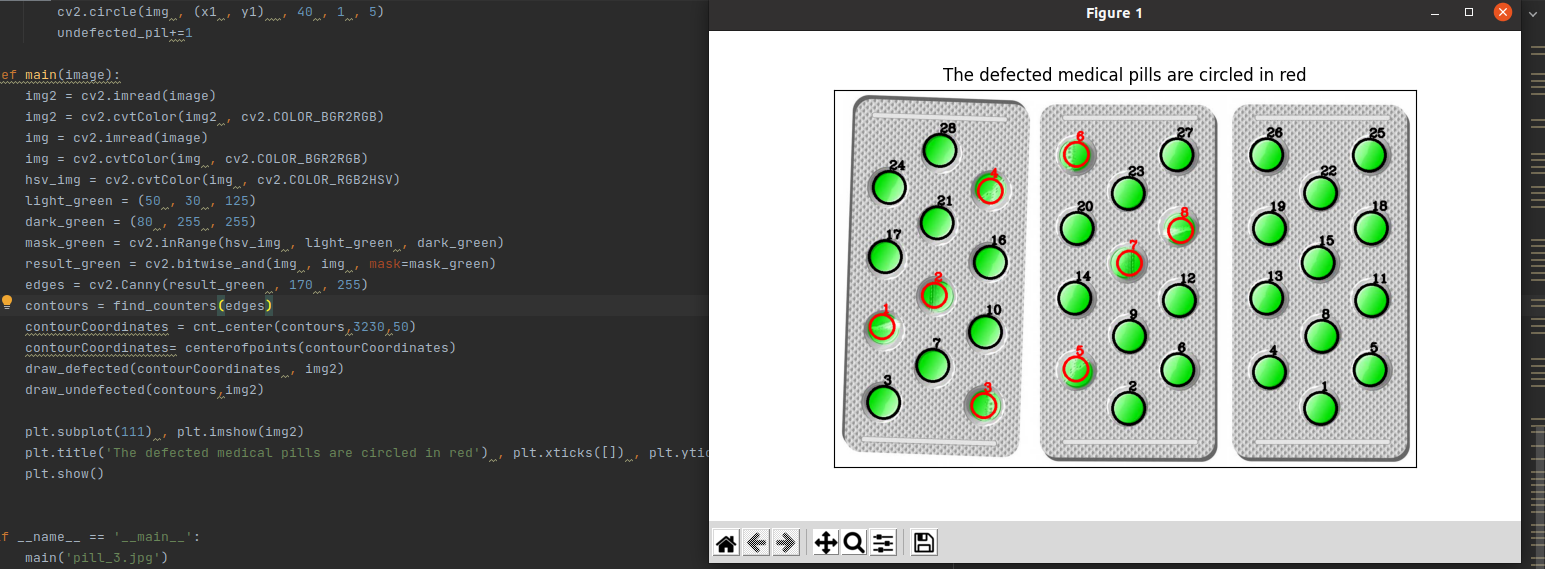 cv2.circle(img , (x1 , y1) , 40 , 1 , 5)
undefected_pil+=1
ef main(image):
img2 = cv2.imread(image)
img2 = cv2.cvtColor(img2 , cv2.COLOR_BGR2RGB)
img = cv2.imread(image)
img = cv2.cvtColor(img , cv2.COLOR_BGR2RGB)
hsv_img = cv2.cvtColor(img , cv2.COLOR_RGB2HSV)
light_green = (50 , 30 , 125)
dark_green = (80 , 255 , 255)
mask_green = cv2.inRange(hsv_img , light_green , dark_green)
result_green = cv2.bitwise_and(img , img , mask=mask_green)
edges = cv2.Canny(result_green , 170 , 255)
contours = find_counters(edges)
contourCoordinates = cnt_center(contours,3230,50)
contourCoordinates= centerofpoints(contourCoordinates)
draw_defected(contourCoordinates , img2)
draw_undefected(contours,img2)
plt.subplot(111) , plt.imshow(img2)
plt.title('The defected medical pills are circled in red') , plt.xticks([]) , plt.ytic
plt.show()
f __name__ == '__main__':
main('pill_3.jpg')
Figure 1
The defected medical pills are circled in red
28
24
4
21
17
16
2
1
10
7
3
3
6
27
23
20
8
7
14
12
9
5
6
2
26
25
22
19
18
15
13
11
8
4
5
1